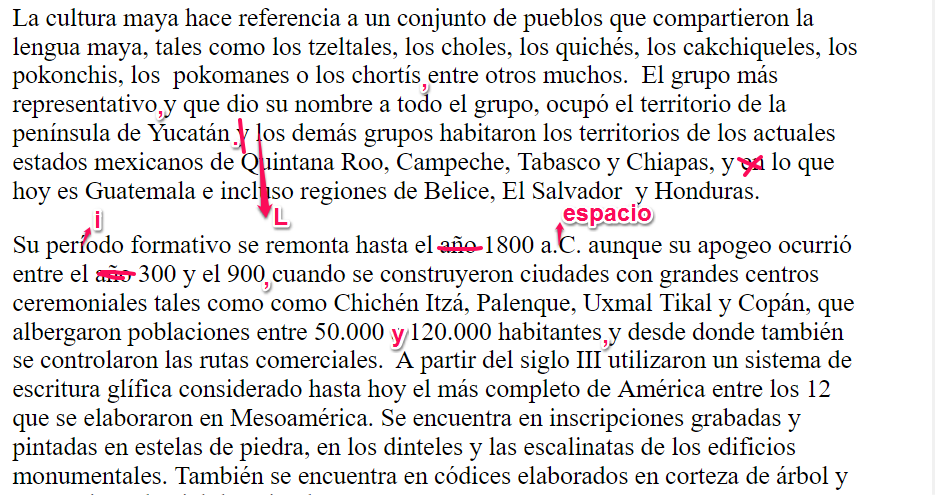 La cultura maya hace referencia a un conjunto de pueblos que compartieron la
lengua maya, tales como los tzeltales, los choles, los quichés, los cakchiqueles, los
pokonchis, los  pokomanes o los chortís,entre otros muchos.  El grupo más
representativo,y que dio su nombre a todo el grupo, ocupó el territorio de la
península de Yucatán.y los demás grupos habitaron los territorios de los actuales
estados mexicanos de Quintana Roo, Campeche, Tabasco y Chiapas, y en lo que
hoy es Guatemala e incluso regiones de Belice, El Salvador  y Honduras.
i L espacio
Su período formativo se remonta hasta el año 1800 a.C. aunque su apogeo ocurrió
entre el año 300 y el 900,cuando se construyeron ciudades con grandes centros
ceremoniales tales como como Chichén Itzá, Palenque, Uxmal Tikal y Copán, que
albergaron poblaciones entre 50.000 y 120.000 habitantes,y desde donde también
se controlaron las rutas comerciales.  A partir del siglo III utilizaron un sistema de
escritura glífica considerado hasta hoy el más completo de América entre los 12
que se elaboraron en Mesoamérica. Se encuentra en inscripciones grabadas y
pintadas en estelas de piedra, en los dinteles y las escalinatas de los edificios
monumentales. También se encuentra en códices elaborados en corteza de árbol y